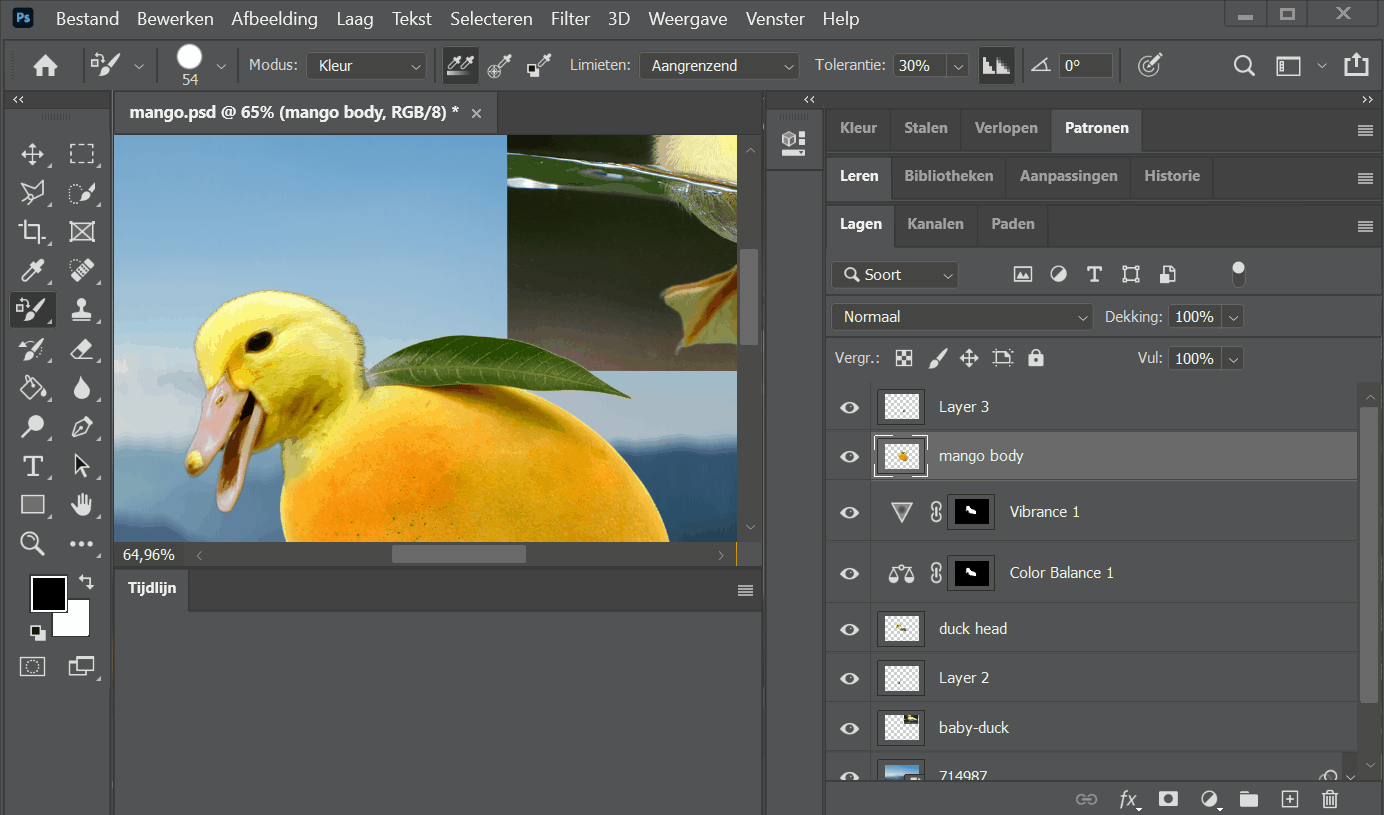 Ps Bestand Bewerken Afbeelding Laag Tekst Selecteren Filter 3D Weergave Venster Help
54 Modus: Kleur Limieten: Aangrenzend Tolerantie: 30% 0°
mango.psd @ 65% (mango body, RGB/8) *
Kleur Stalen Verlopen Patronen
Leren Bibliotheken Aanpassingen Historie
Lagen Kanalen Paden
Soort
Normaal Dekking: 100%
Vergr.: Vul: 100%
Layer 3
mango body
Vibrance 1
Color Balance 1
duck head
Layer 2
baby-duck
714987
fx
64,96%
Tijdlijn